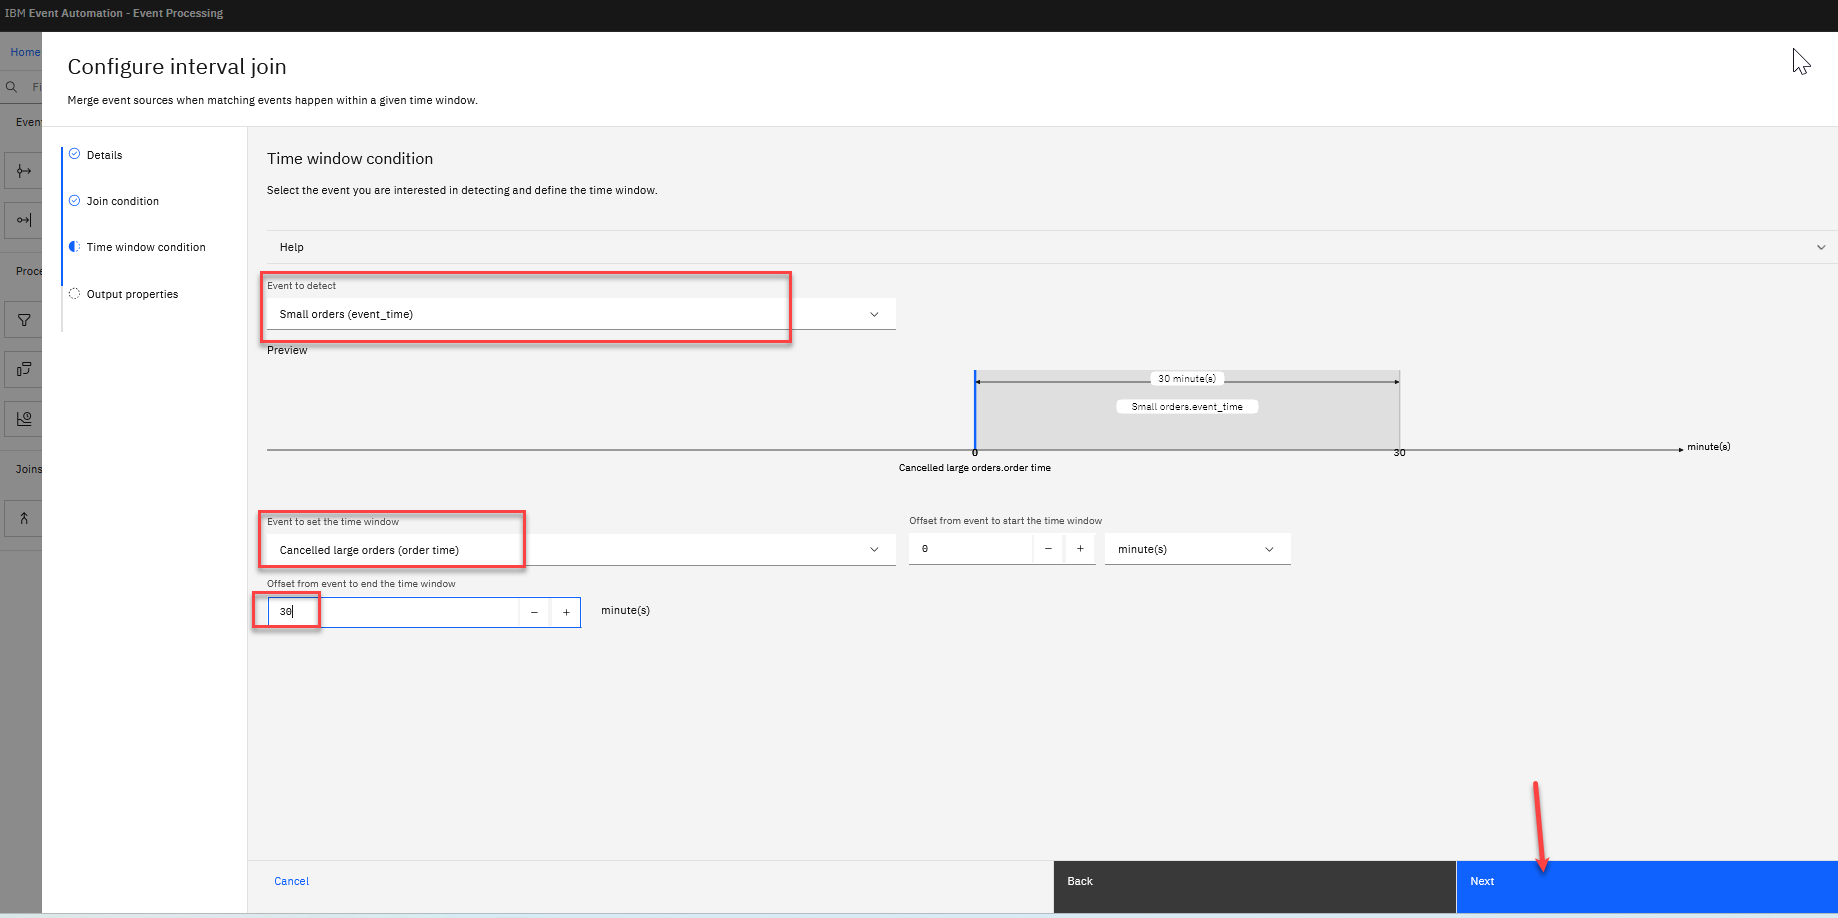 IBM Event Automation - Event Processing
Home
Configure interval join
Merge event sources when matching events happen within a given time window.
Fi
Even
Proce
Joins
Details
Join condition
Time window condition
Output properties
Time window condition
Select the event you are interested in detecting and define the time window.
Help
Event to detect
Small orders (event_time)
Preview
30 minute(s)
Small orders.event_time
minute(s)
0
30
Cancelled large orders.order time
Event to set the time window
Cancelled large orders (order time)
Offset from event to start the time window
0
minute(s)
Offset from event to end the time window
30
minute(s)
Cancel
Back
Next